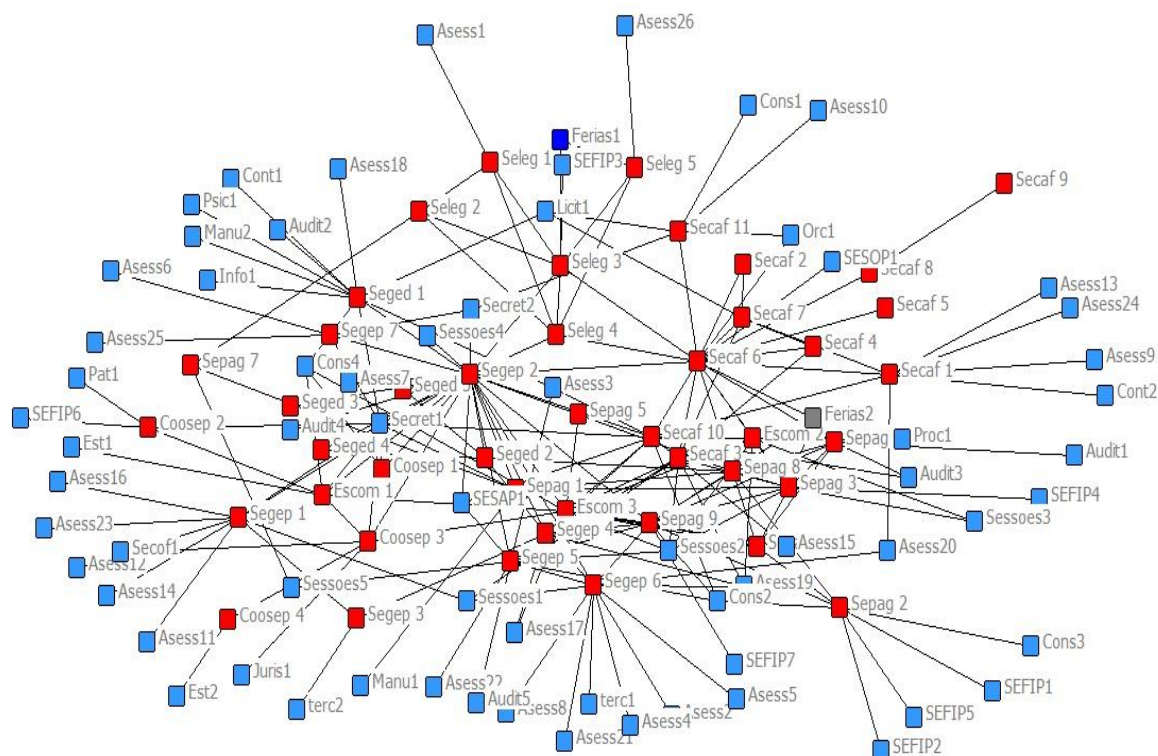 Asess1
Asess26
Cons1
Asess10
Ferias1
Seleg 1
SEFIP3
Seleg 5
Asess18
Cont1
Secaf 9
Psic1
Seleg 2
Licit1
Audit2
Manu2
Secaf 11
Orc1
Asess6
Info1
Seleg 3
Secaf 2
SESOP1
Secaf 8
Seged 1
Asess13
Secret2
Secaf 5
Asess24
Secaf 7
Segep 7
Sessoes4
Seleg 4
Asess25
Secaf 4
Asess9
Secaf 6
Sepag 7
Cons4
Segep 2
Secaf 1
Pat1
Asess7
Asess3
Seged 5
Cont2
Seged 3
SEFIP6
Sepag 5
Ferias2
Coosep 2
Audit4
Secret1
Secaf 10
Escom 2
Sepag
Proc1
Est1
Seged 4
Audit1
Seged 2
Secaf 3
Coosep 1
Sepag 8
Audit3
Asess16
Sepag 1
Sepag 3
Escom 1
SESAP1
SEFIP4
Escom 3
Segep 1
Sepag 9
Sessoes3
Asess23
Segep 4
Coosep 3
Secof1
Sessoes2
Asess15
Asess20
Asess12
Segep 5
Sessoes5
Segep 6
Asess19
Asess14
Sessoes1
Cons2
Sepag 2
Coosep 4
Segep 3
Asess17
Asess11
Cons3
SEFIP7
Juris1
Manu1
Asess22
SEFIP1
Est2
Audit5
terc1
Asess5
terc2
Asess8
Asess2
SEFIP5
Asess4
Asess21
SEFIP2